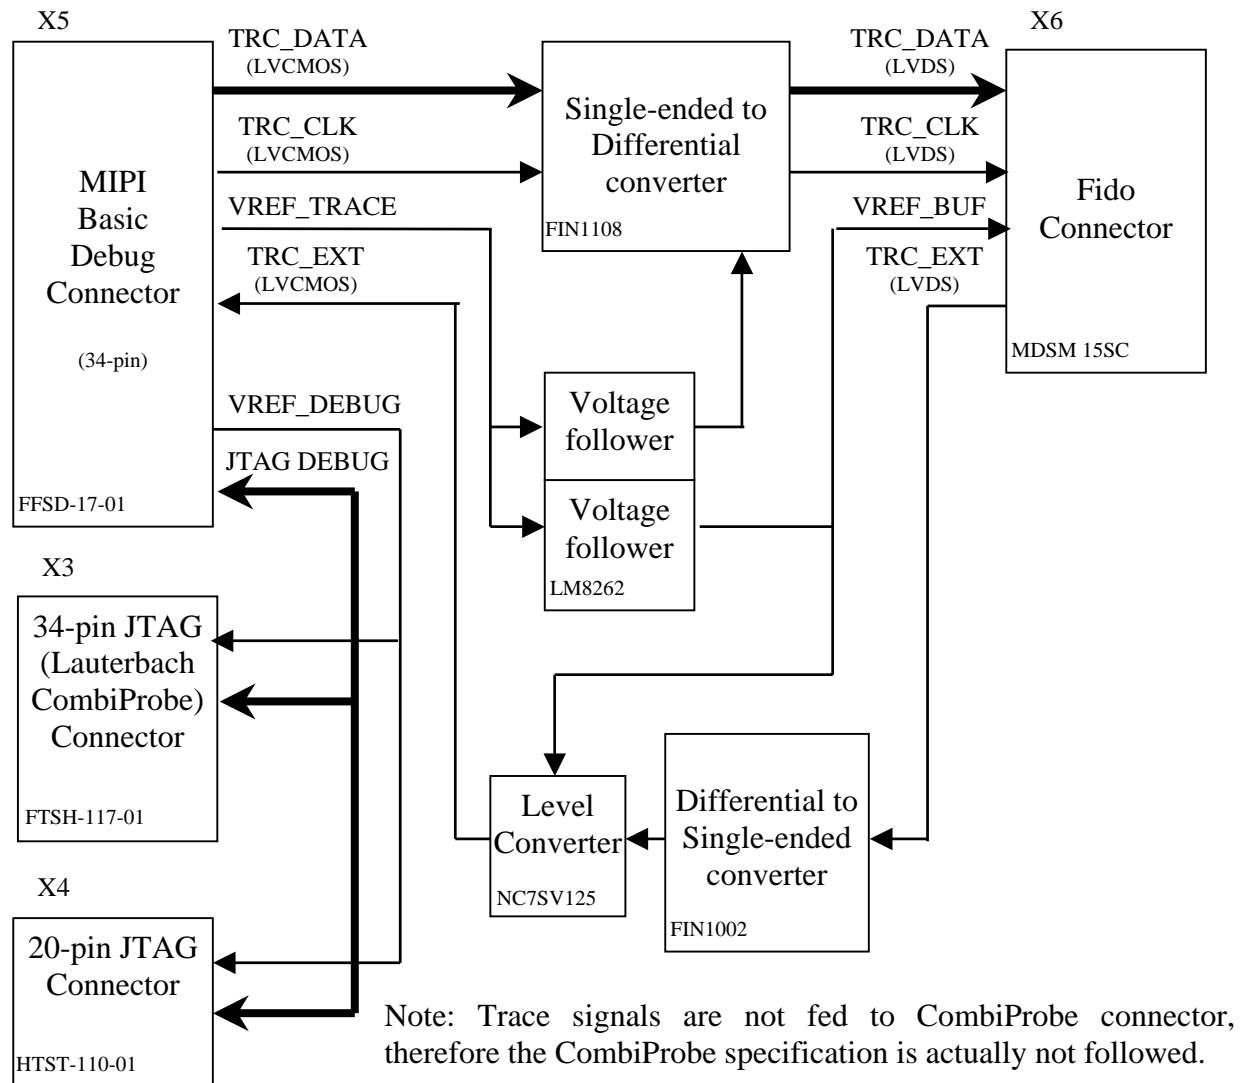 X5
X6
TRC_DATA
(LVCMOS)
TRC_DATA
(LVDS)
MIPI
Basic
Debug
Connector
(34-pin)
FFSD-17-01
TRC_CLK
(LVCMOS)
Single-ended to
Differential
converter
FIN1108
TRC_CLK
(LVDS)
Fido
Connector
MDSM 15SC
VREF_TRACE
VREF_BUF
TRC_EXT
(LVCMOS)
TRC_EXT
(LVDS)
VREF_DEBUG
JTAG DEBUG
Voltage
follower
Voltage
follower
LM8262
X3
34-pin JTAG
(Lauterbach
CombiProbe)
Connector
FTSH-117-01
Level
Converter
NC7SV125
Differential to
Single-ended
converter
FIN1002
X4
20-pin JTAG
Connector
HTST-110-01
Note: Trace signals are not fed to CombiProbe connector,
therefore the CombiProbe specification is actually not followed.